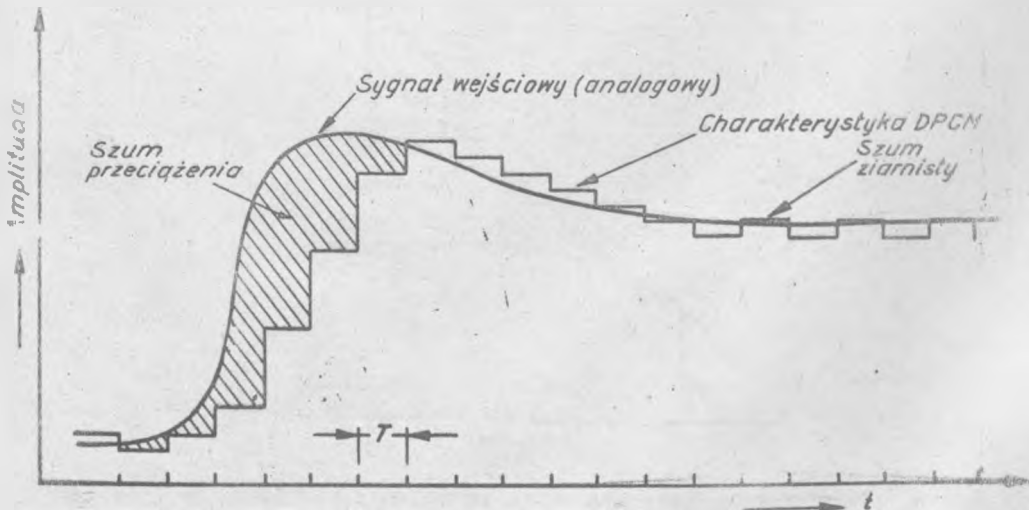 Sygnał wejściowy (analogowy)
Charakterystyka DPCM
Szum
ziarnisty
Szum
przeciążenia
T
t